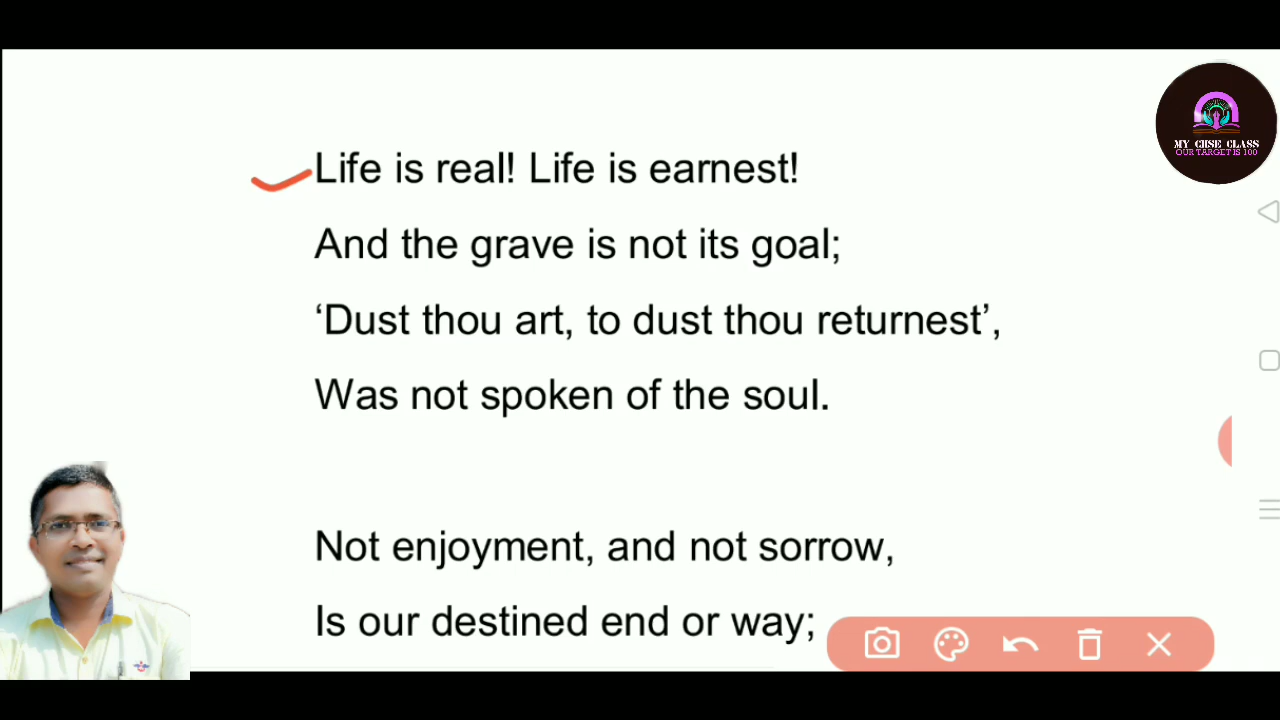 MY CHSE CLASS
OUR TARGET IS 100
Life is real! Life is earnest!
And the grave is not its goal;
‘Dust thou art, to dust thou returnest’,
Was not spoken of the soul.
Not enjoyment, and not sorrow,
Is our destined end or way;